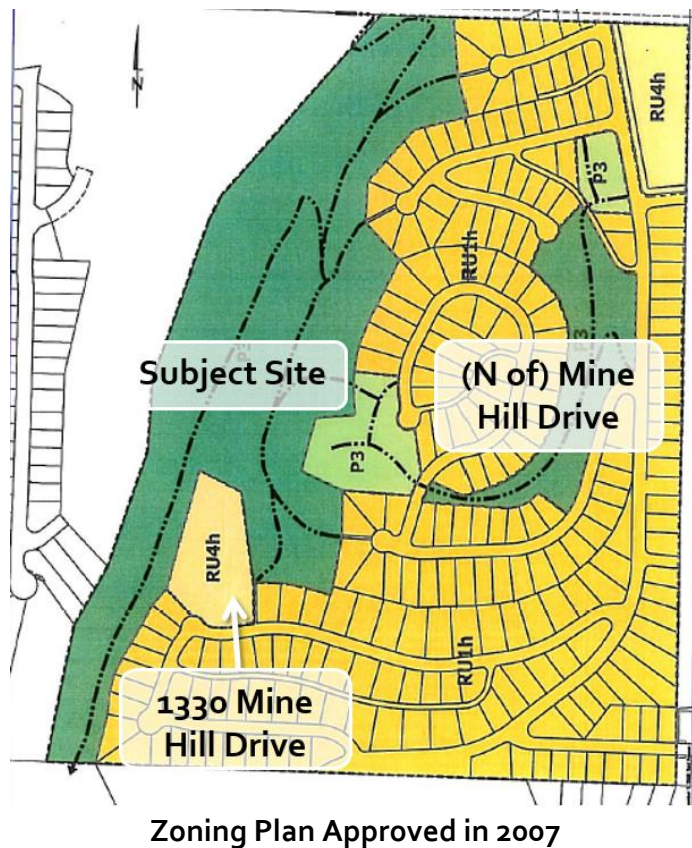 N
RU4h
P3
RU1h
P3
Subject Site
(N of) Mine
Hill Drive
P3
P3
RU4h
RU1h
1330 Mine
Hill Drive
Zoning Plan Approved in 2007